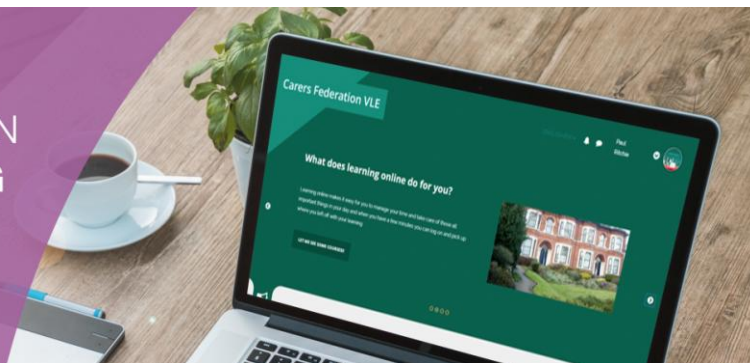 N
G
Carers Federation VLE
Paul
Ritchie
What does learning online do for you?
Learning online makes it easy for you to manage your time and take care of those all
important things in your day and when you have a few minutes you can log on and pick up
where you left off with your learning
LET ME SEE SOME COURSES!